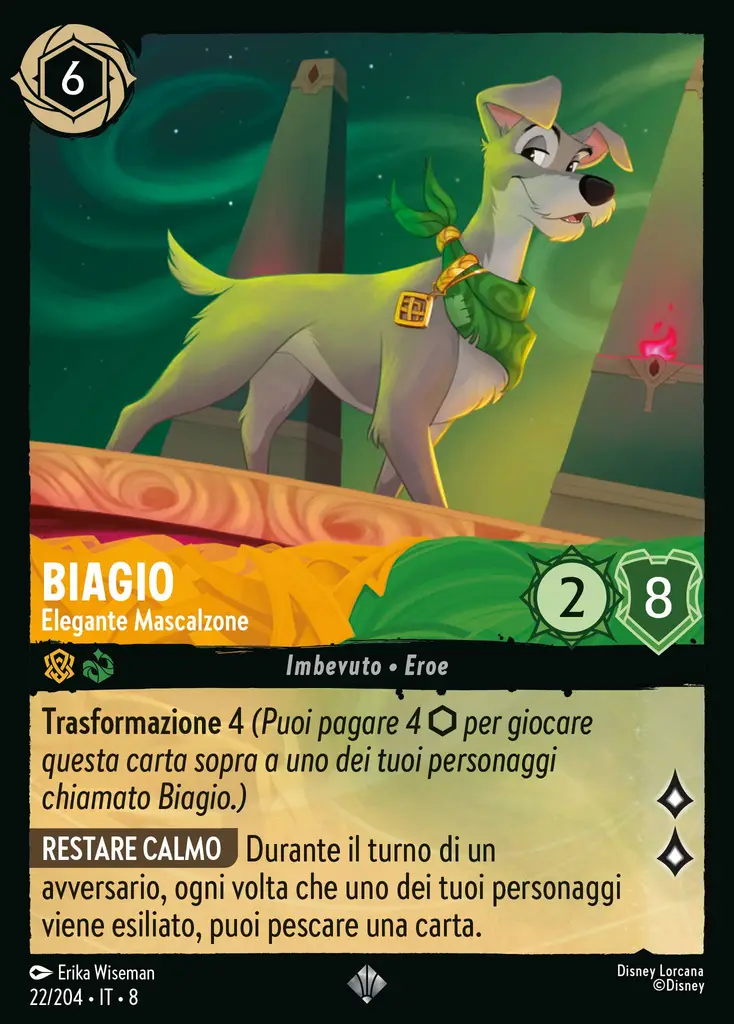 6
BIAGIO
Elegante Mascalzone
2
8
Imbevuto • Eroe
Trasformazione 4 (Puoi pagare 4 ⬡ per giocare
questa carta sopra a uno dei tuoi personaggi
chiamato Biagio.)
RESTARE CALMO Durante il turno di un
avversario, ogni volta che uno dei tuoi personaggi
viene esiliato, puoi pescare una carta.
Erika Wiseman
22/204 • IT • 8
Disney Lorcana
©Disney